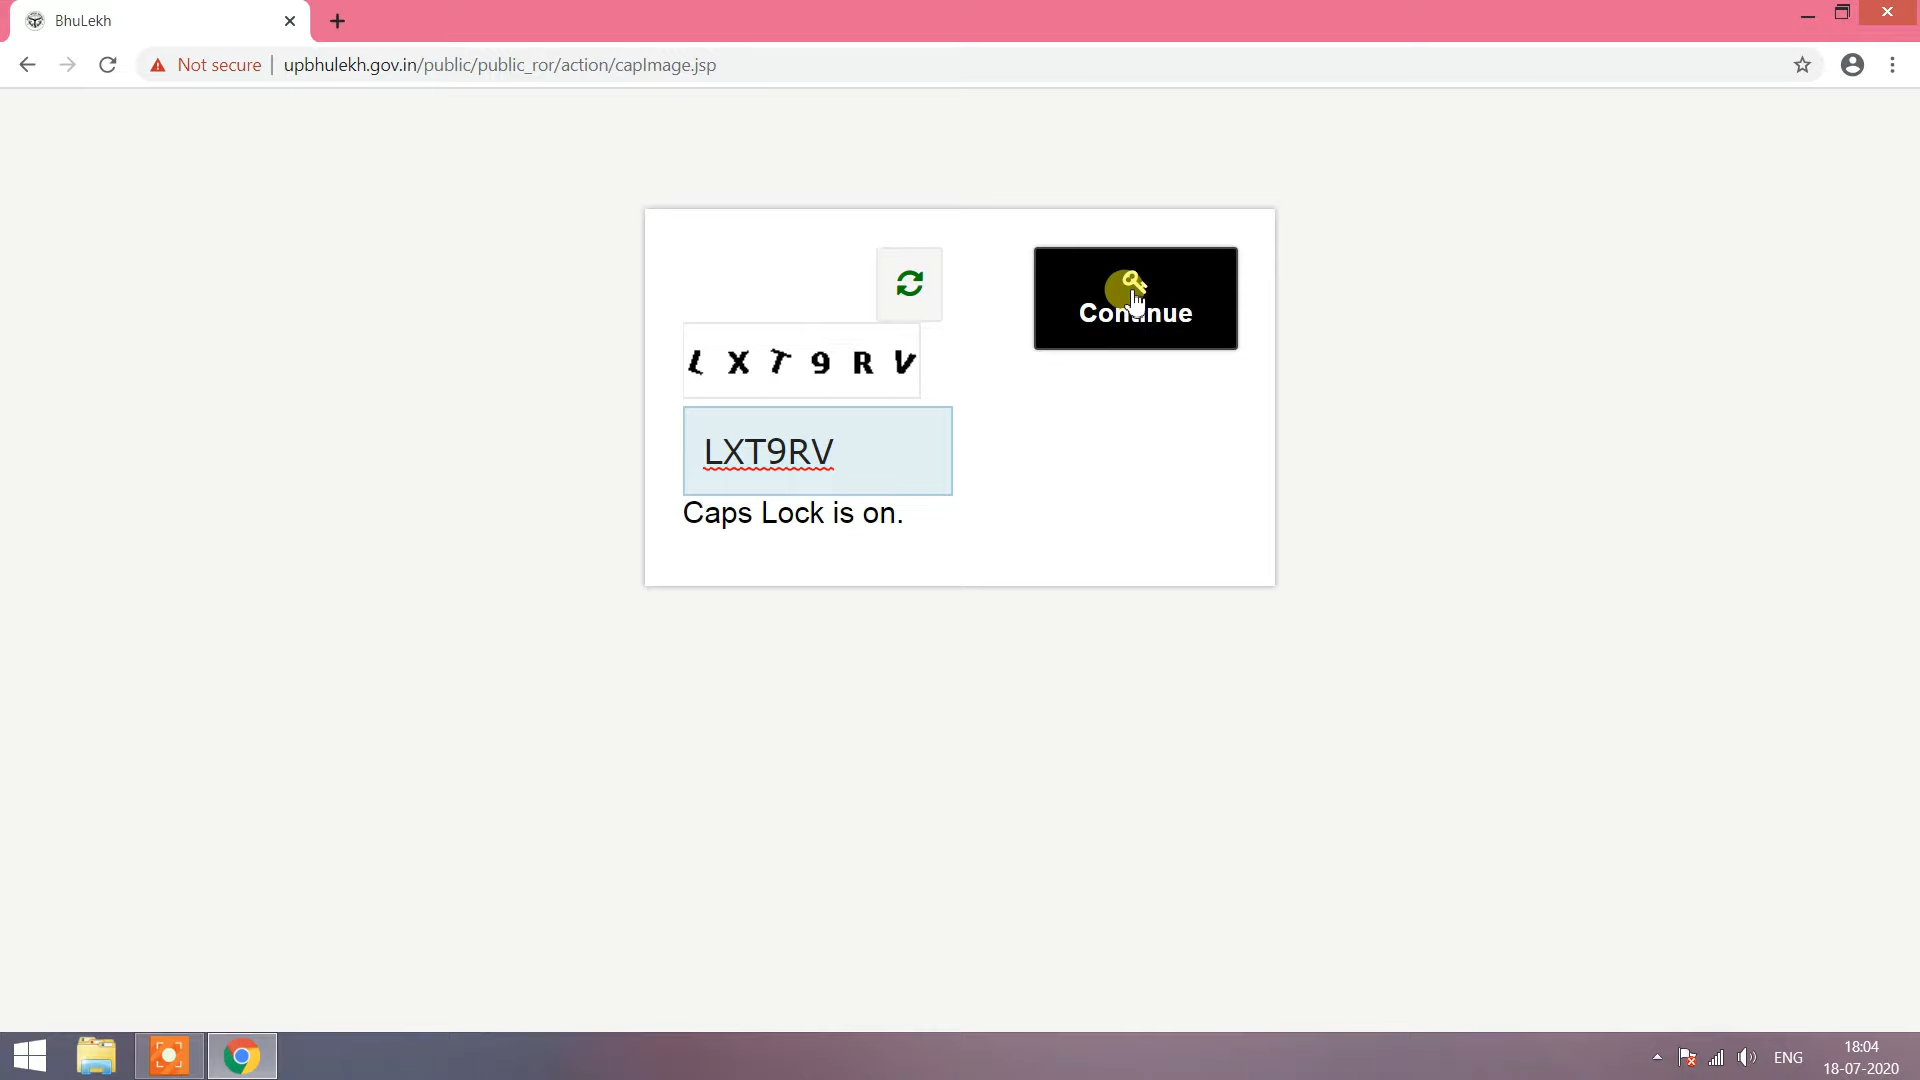 BhuLekh
Not secure | upbhulekh.gov.in/public/public_ror/action/capImage.jsp
Continue
L X T 9 R V
LXT9RV
Caps Lock is on.
ENG
18:04
18-07-2020